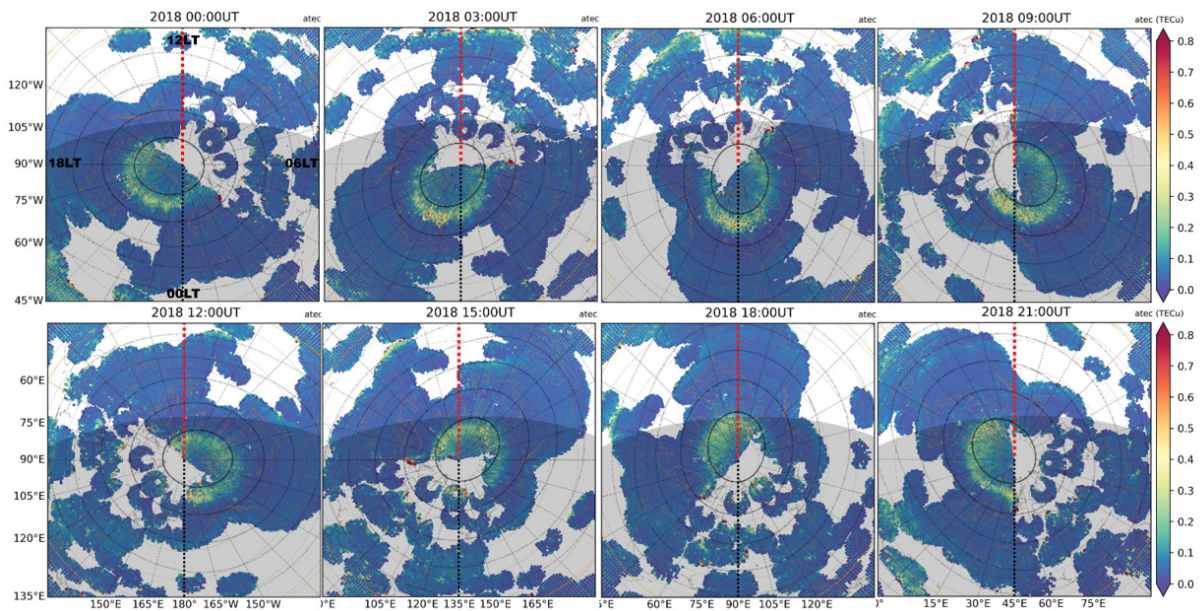 2018 00:00UT atec
2018 03:00UT atec
2018 06:00UT atec
2018 09:00UT atec (TECu)
12LT
18LT
06LT
00LT
120°W
105°W
90°W
75°W
60°W
45°W
0.8
0.7
0.6
0.5
0.4
0.3
0.2
0.1
0.0
2018 12:00UT atec
2018 15:00UT atec
2018 18:00UT atec
2018 21:00UT atec (TECu)
60°E
75°E
90°E
105°E
120°E
135°E
0.8
0.7
0.6
0.5
0.4
0.3
0.2
0.1
0.0
150°E 165°E 180° 165°W 150°W
105°E 120°E 135°E 150°E 165°E
60°E 75°E 90°E 105°E 120°E
0° 15°E 30°E 45°E 60°E 75°E